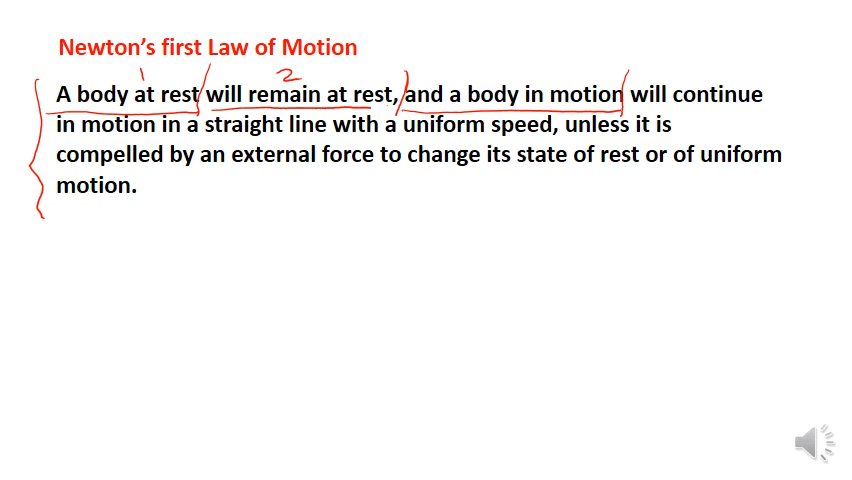 Newton's first Law of Motion
1 2
A body at rest will remain at rest, and a body in motion will continue
in motion in a straight line with a uniform speed, unless it is
compelled by an external force to change its state of rest or of uniform
motion.